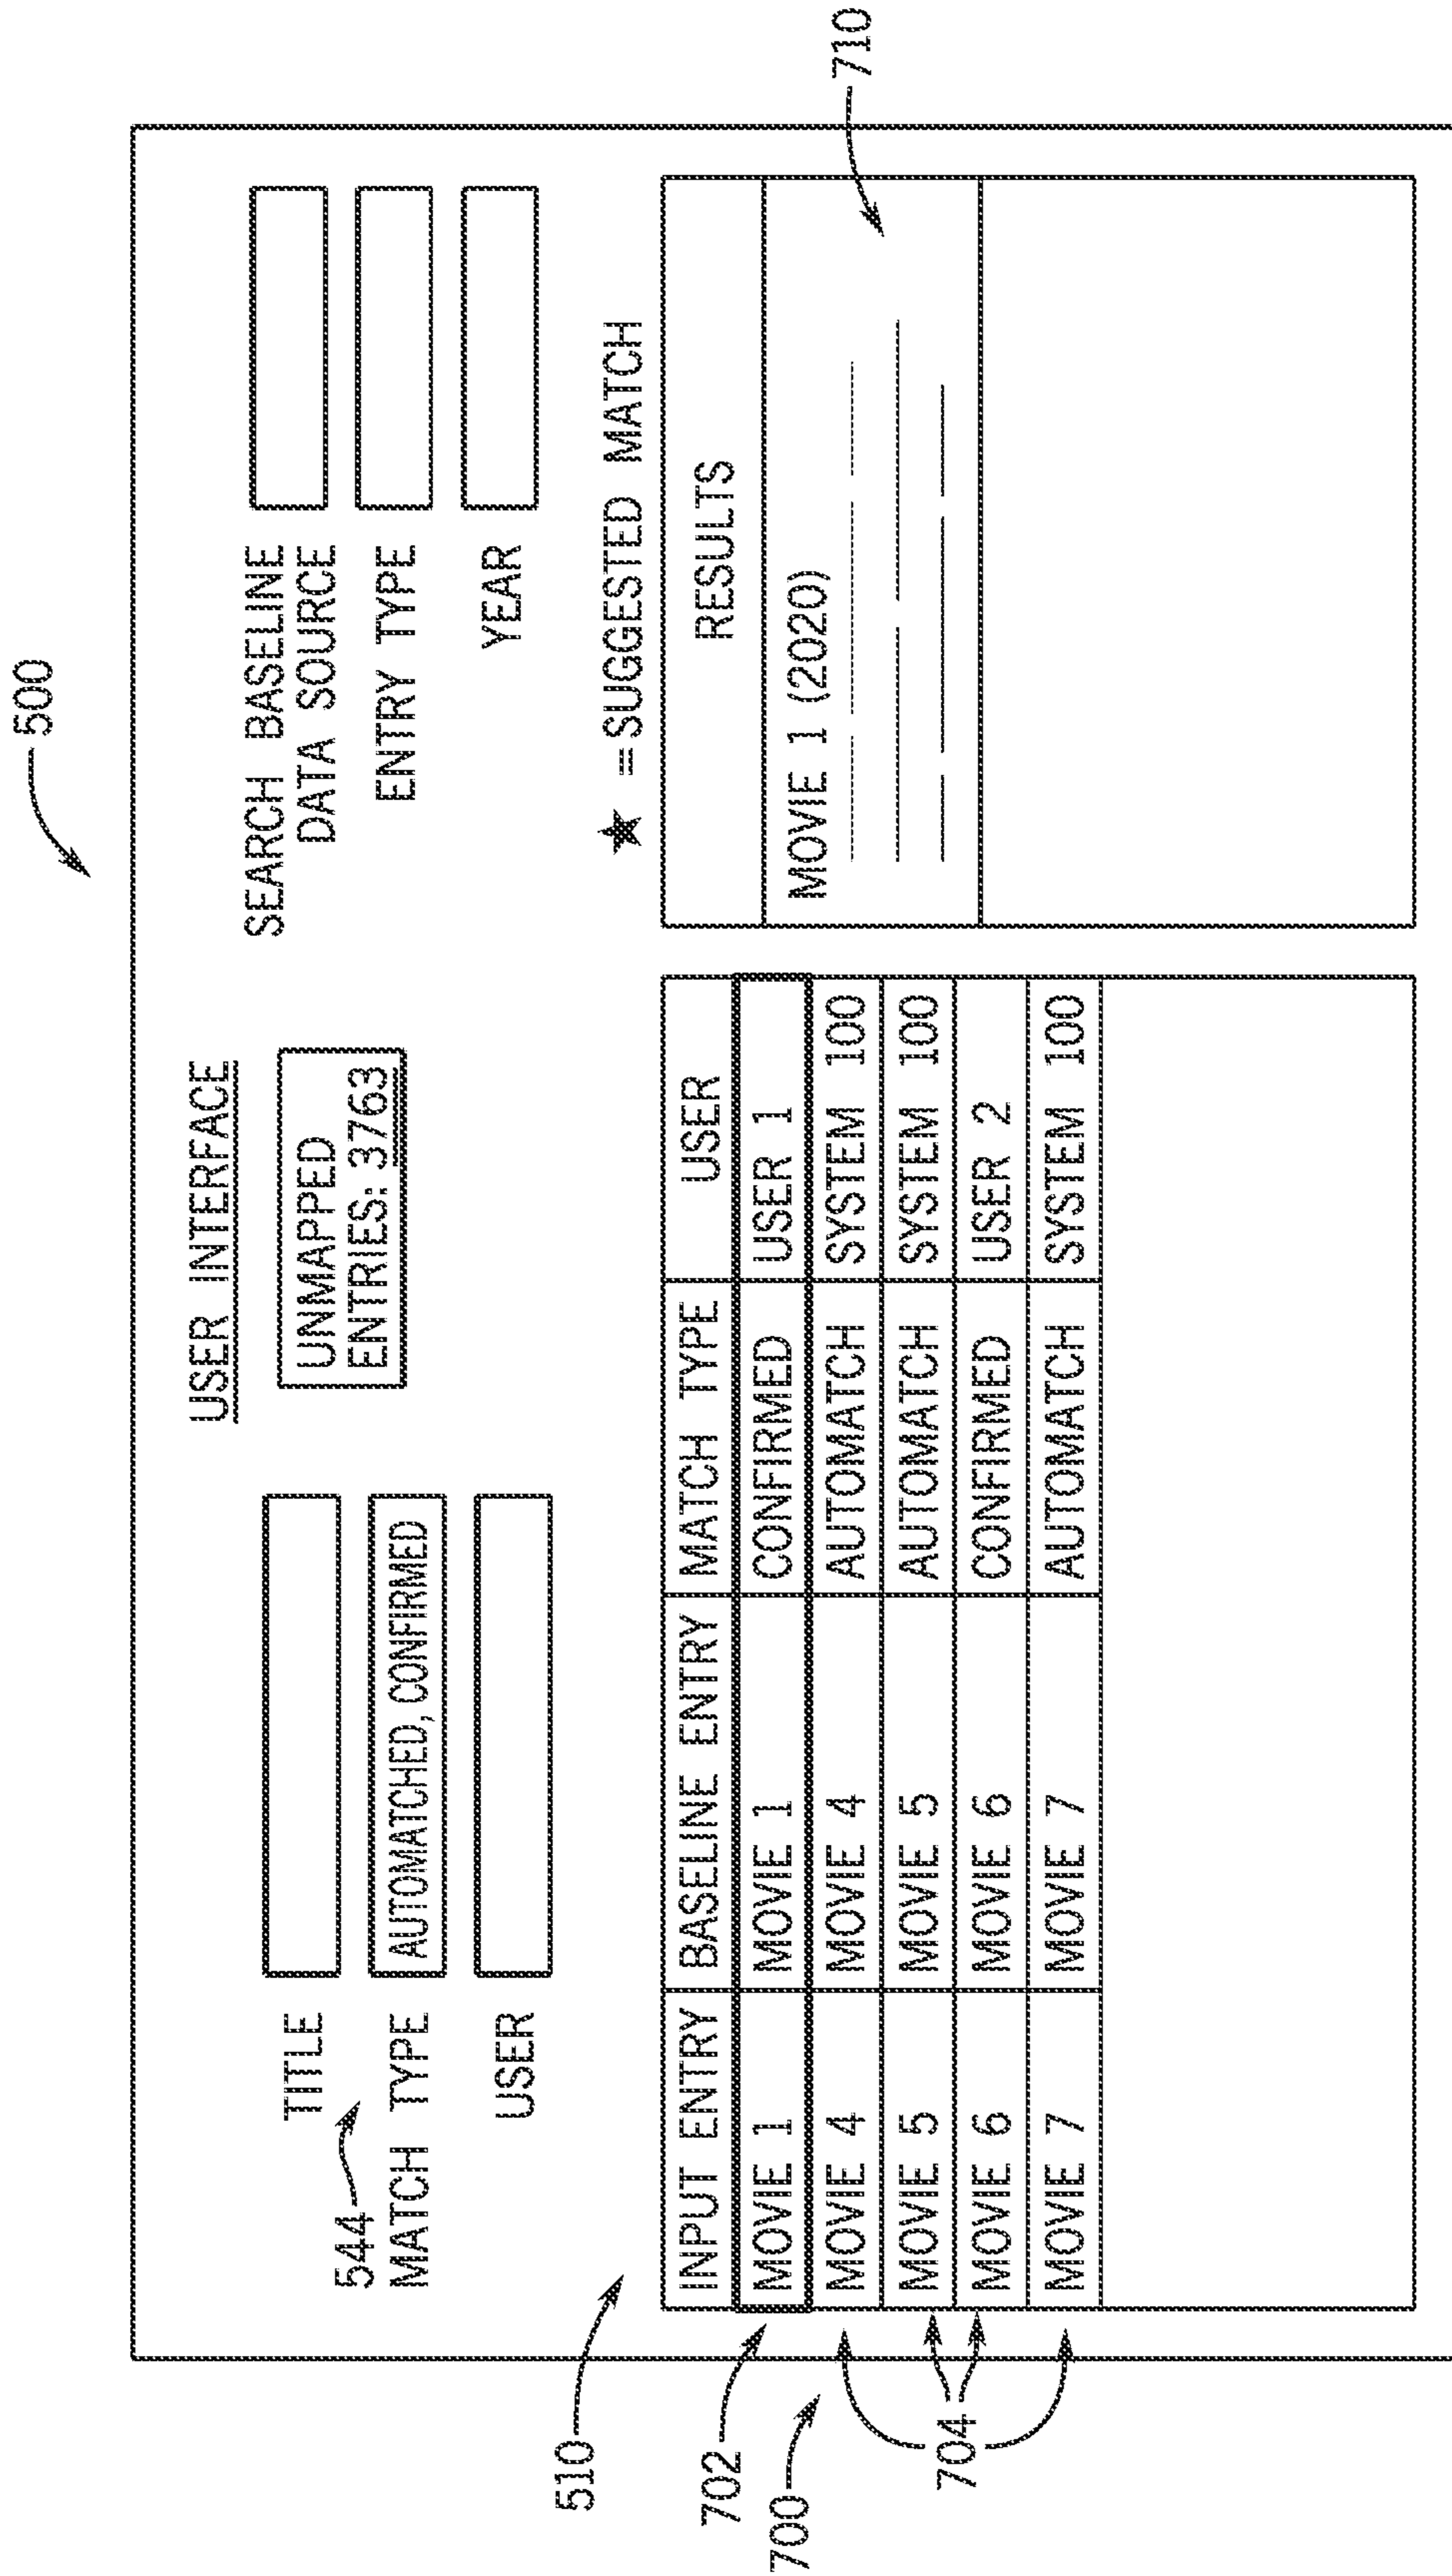 500
USER INTERFACE
TITLE
544
MATCH TYPE AUTOMATCHED, CONFIRMED
USER
UNMAPPED
ENTRIES: 3763
SEARCH BASELINE
DATA SOURCE
ENTRY TYPE
YEAR
★ =SUGGESTED MATCH
510
INPUT ENTRY BASELINE ENTRY MATCH TYPE USER
702
MOVIE 1 MOVIE 1 CONFIRMED USER 1
700
MOVIE 4 MOVIE 4 AUTOMATCH SYSTEM 100
MOVIE 5 MOVIE 5 AUTOMATCH SYSTEM 100
704
MOVIE 6 MOVIE 6 CONFIRMED USER 2
MOVIE 7 MOVIE 7 AUTOMATCH SYSTEM 100
RESULTS
MOVIE 1 (2020)
710